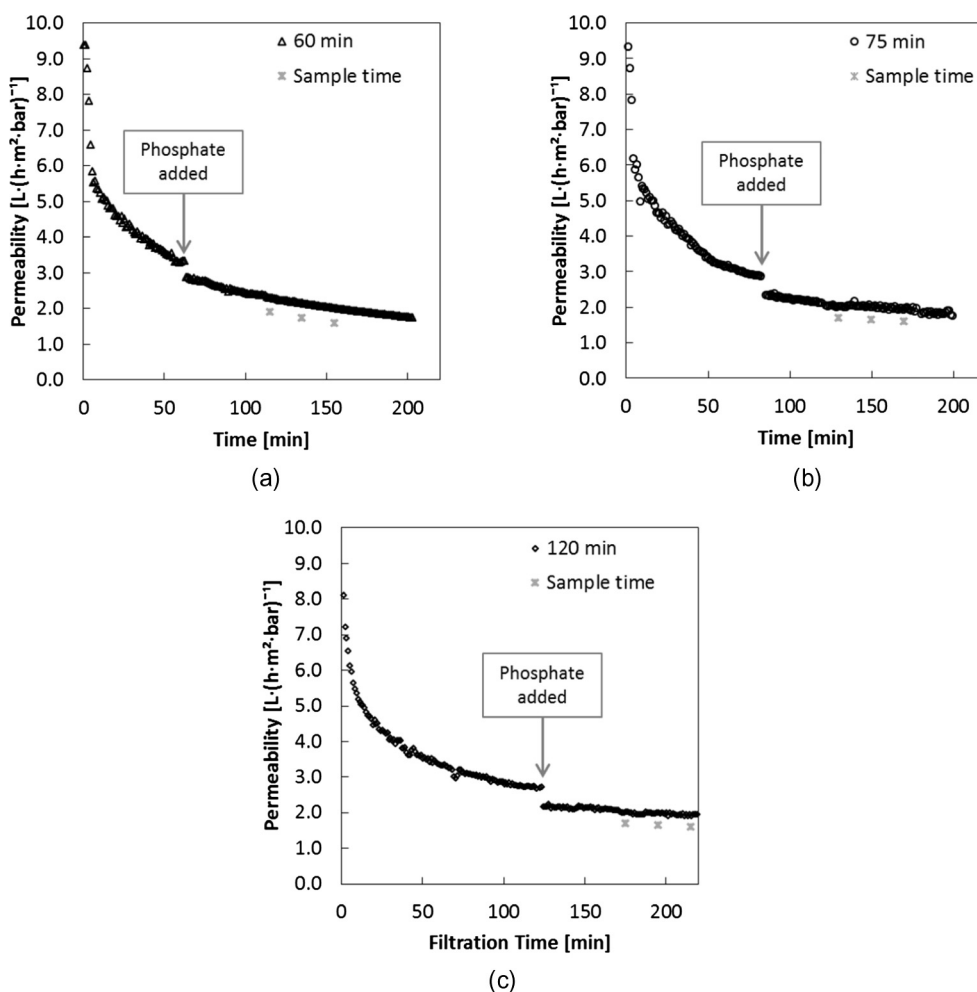 10.0
9.0
8.0
7.0
6.0
5.0
4.0
3.0
2.0
1.0
0.0
Permeability [L·(h·m²·bar)⁻¹]
60 min
Sample time
Phosphate
added
0
50
100
150
200
Time [min]
(a)
10.0
9.0
8.0
7.0
6.0
5.0
4.0
3.0
2.0
1.0
0.0
Permeability [L·(h·m²·bar)⁻¹]
75 min
Sample time
Phosphate
added
0
50
100
150
200
Time [min]
(b)
10.0
9.0
8.0
7.0
6.0
5.0
4.0
3.0
2.0
1.0
0.0
Permeability [L·(h·m²·bar)⁻¹]
120 min
Sample time
Phosphate
added
0
50
100
150
200
Filtration Time [min]
(c)